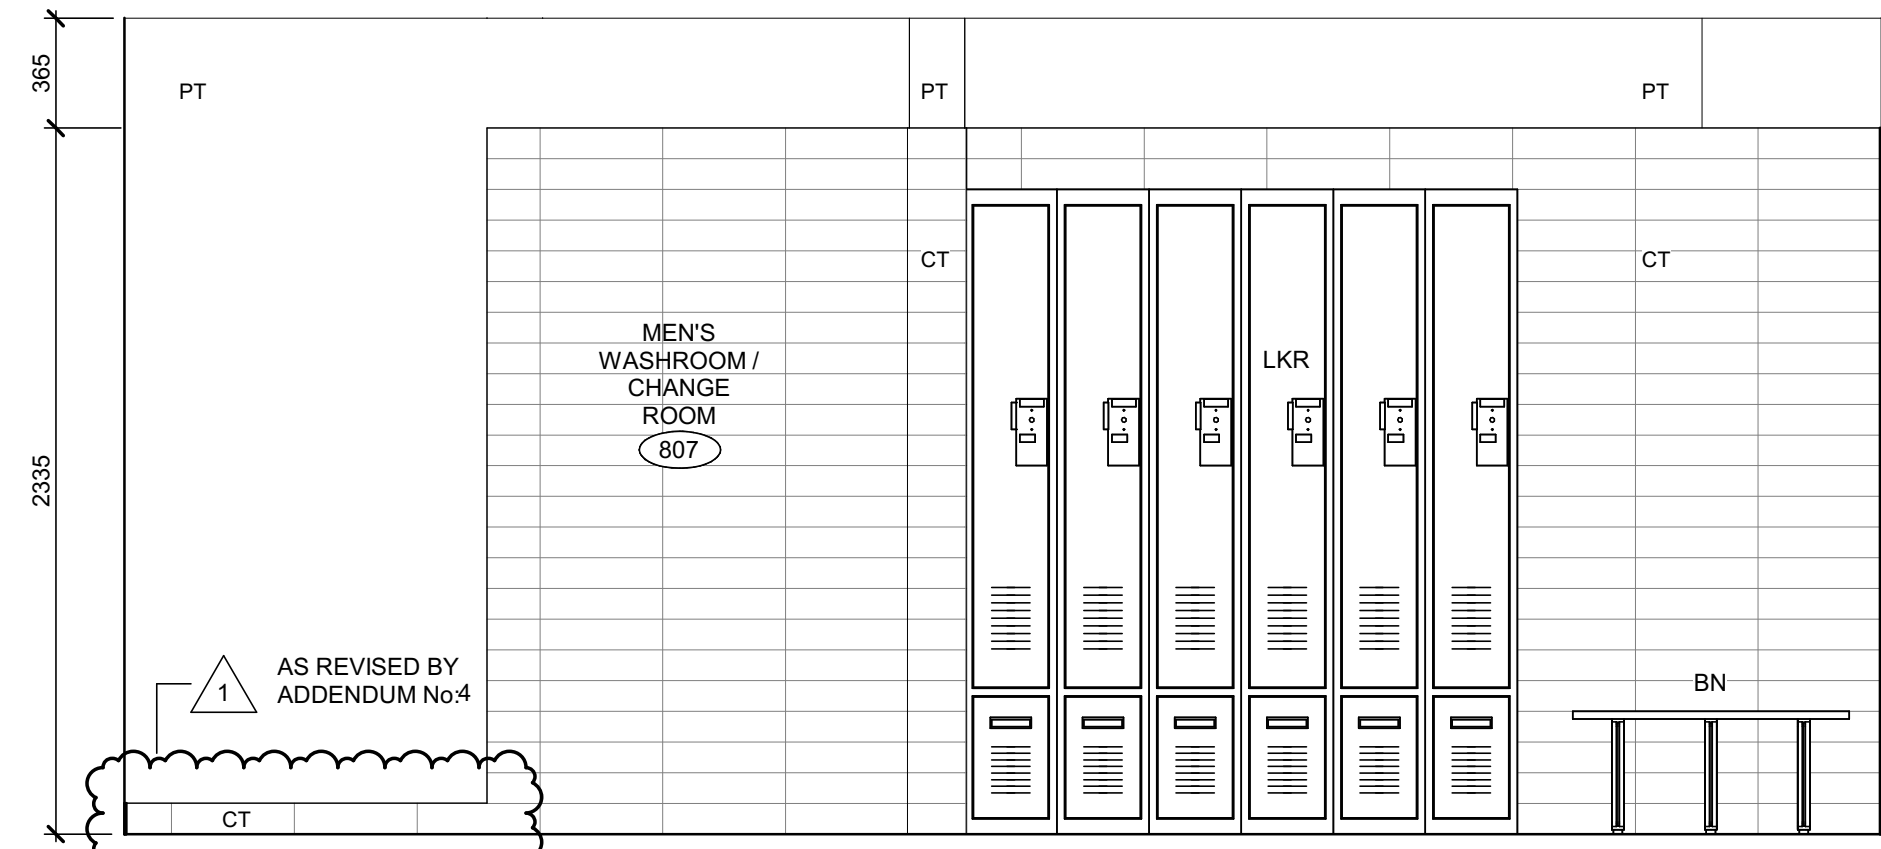 365
PT
PT
PT
CT
CT
MEN'S
WASHROOM /
CHANGE
ROOM
807
LKR
2335
1
AS REVISED BY
ADDENDUM No:4
BN
CT